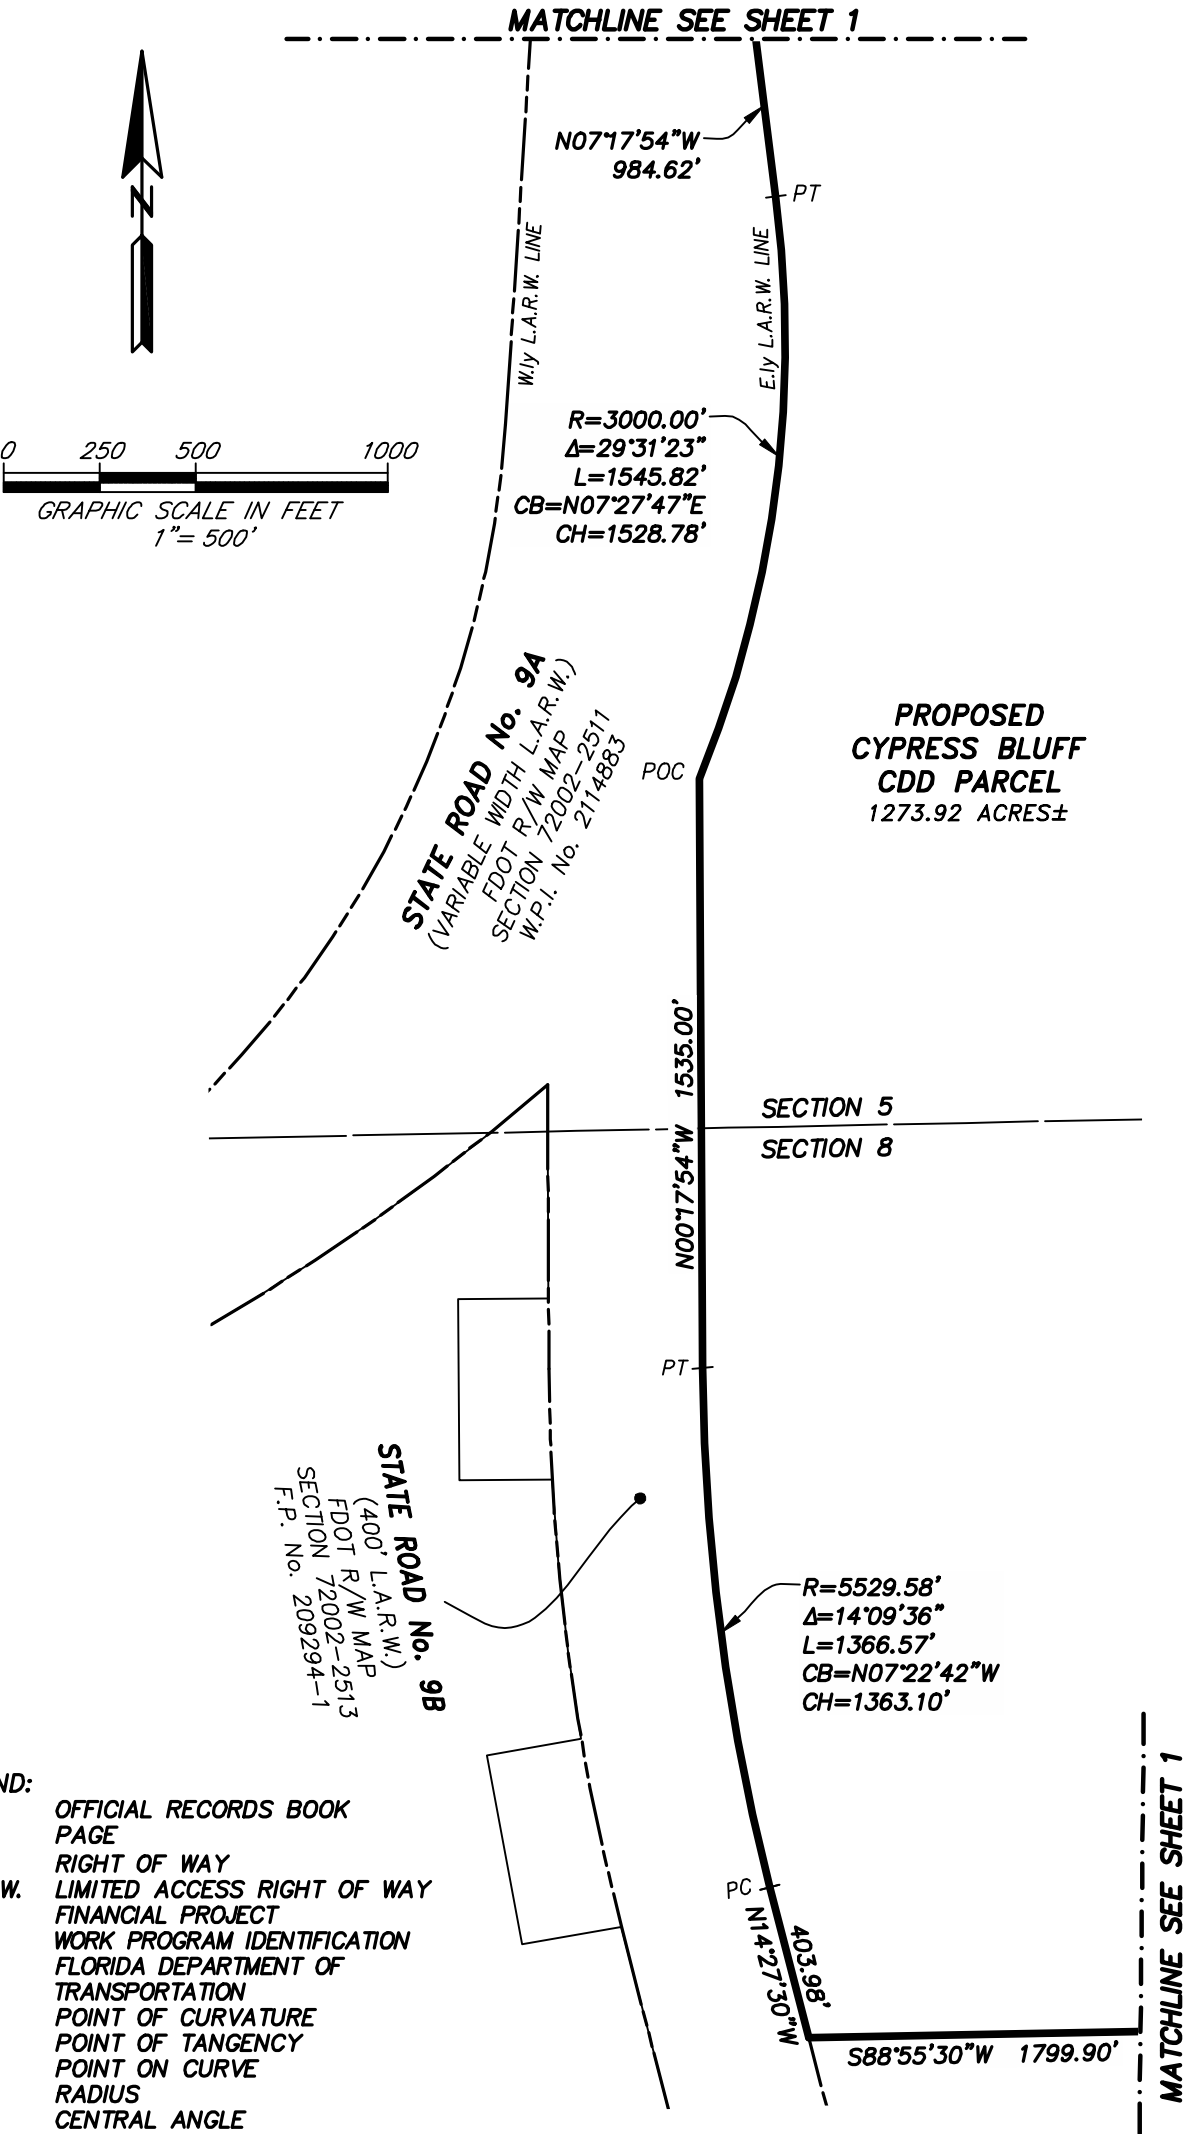 MATCHLINE SEE SHEET 1
N07°17'54"W
984.62'
PT
N
W.ly L.A.R.W. LINE
E.ly L.A.R.W. LINE
0 250 500 1000
GRAPHIC SCALE IN FEET
1"= 500'
R=3000.00'
Δ=29°31'23"
L=1545.82'
CB=N07°27'47"E
CH=1528.78'
STATE ROAD No. 9A
(VARIABLE WIDTH L.A.R.W.)
FDOT R/W MAP
SECTION 72002-2511
W.P.I. No. 2114883
POC
PROPOSED
CYPRESS BLUFF
CDD PARCEL
1273.92 ACRES±
N00°17'54"W 1535.00'
SECTION 5
SECTION 8
PT
STATE ROAD No. 9B
(400' L.A.R.W.)
FDOT R/W MAP
SECTION 72002-2513
F.P. No. 209294-1
R=5529.58'
Δ=14°09'36"
L=1366.57'
CB=N07°22'42"W
CH=1363.10'
PC
N14°27'30"W
403.98'
S88°55'30"W 1799.90'
MATCHLINE SEE SHEET 1
ND:
OFFICIAL RECORDS BOOK
PAGE
RIGHT OF WAY
W. LIMITED ACCESS RIGHT OF WAY
FINANCIAL PROJECT
WORK PROGRAM IDENTIFICATION
FLORIDA DEPARTMENT OF
TRANSPORTATION
POINT OF CURVATURE
POINT OF TANGENCY
POINT ON CURVE
RADIUS
CENTRAL ANGLE